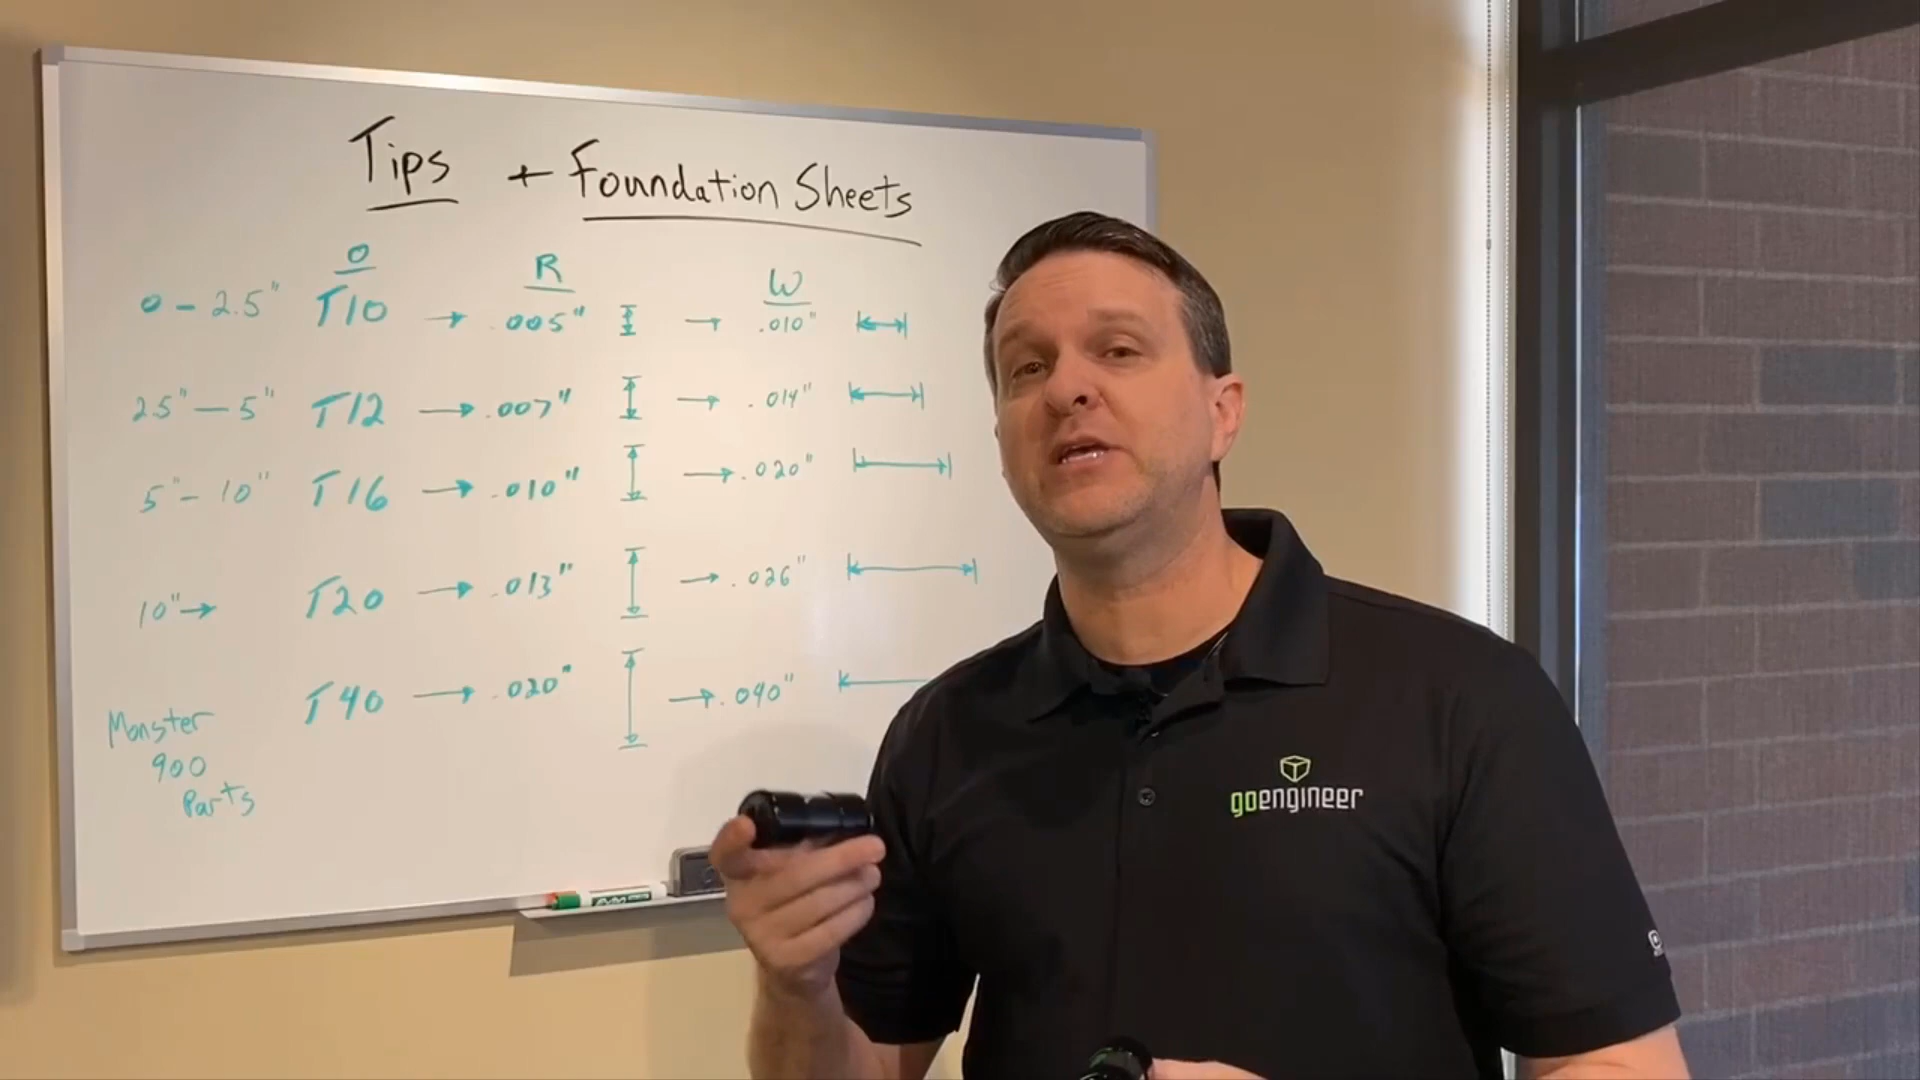 Tips + Foundation Sheets
O R W
0 - 2.5" T10 → .005" → .010"
2.5" - 5" T12 → .007" → .014"
5" - 10" T16 → .010" → .020"
10" → T20 → .013" → .026"
T40 → .020" → .040"
Monster
900
Parts
goengineer